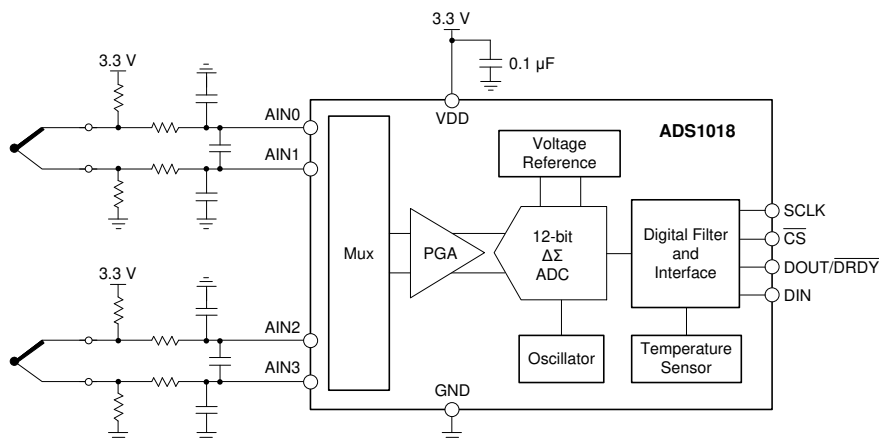 3.3 V
0.1 µF
3.3 V
AIN0
AIN1
VDD
ADS1018
Voltage
Reference
Mux
PGA
12-bit
ΔΣ
ADC
Digital Filter
and
Interface
SCLK
CS
DOUT/DRDY
DIN
3.3 V
AIN2
AIN3
Oscillator
Temperature
Sensor
GND